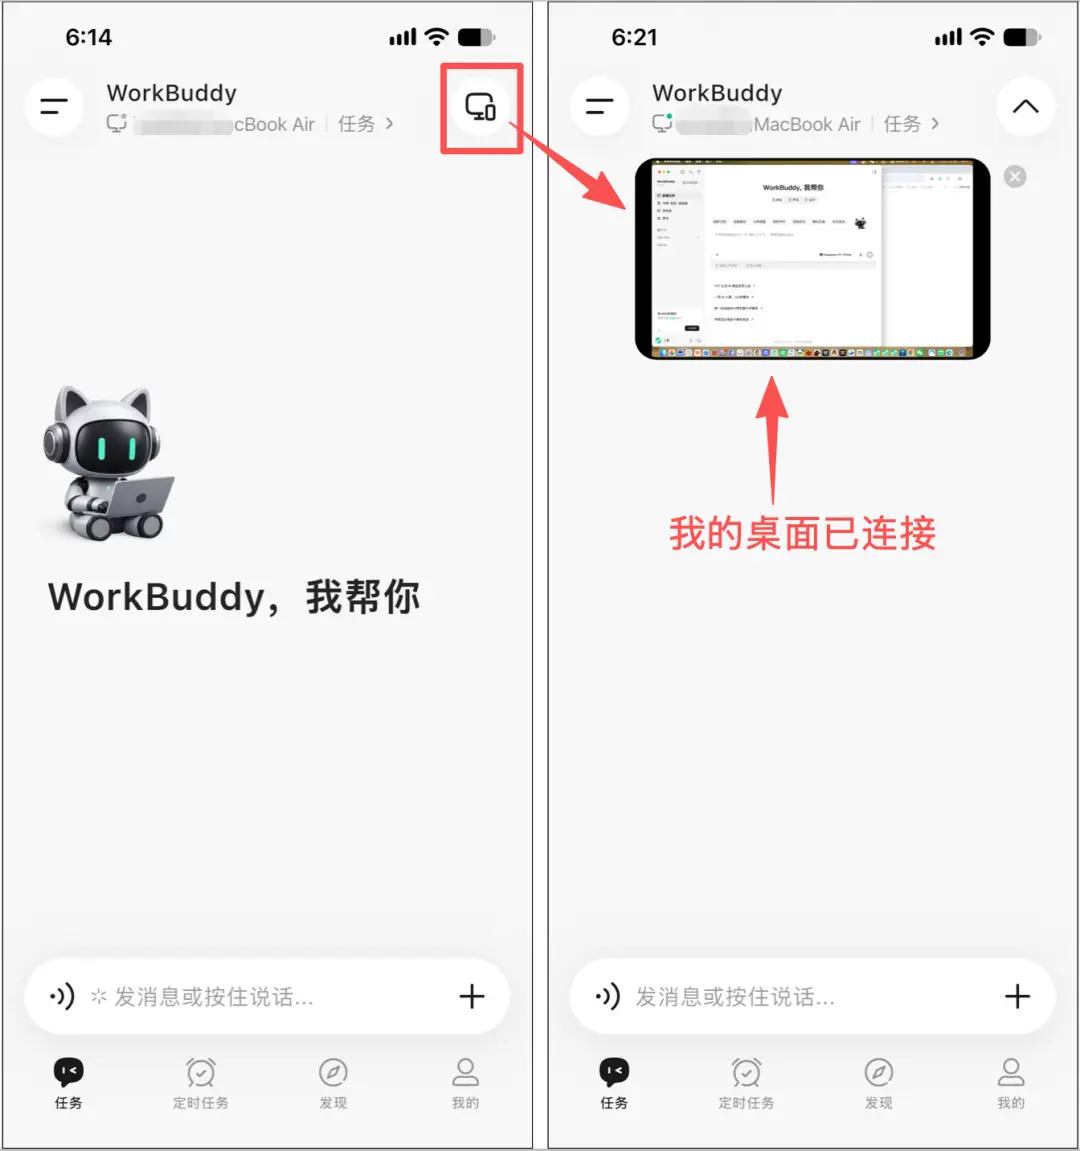 6:14
WorkBuddy
cBook Air 任务 >
WorkBuddy，我帮你
发消息或按住说话...
任务 定时任务 发现 我的
6:21
WorkBuddy
MacBook Air 任务 >
WorkBuddy, 我帮你
我的桌面已连接
发消息或按住说话...
任务 定时任务 发现 我的